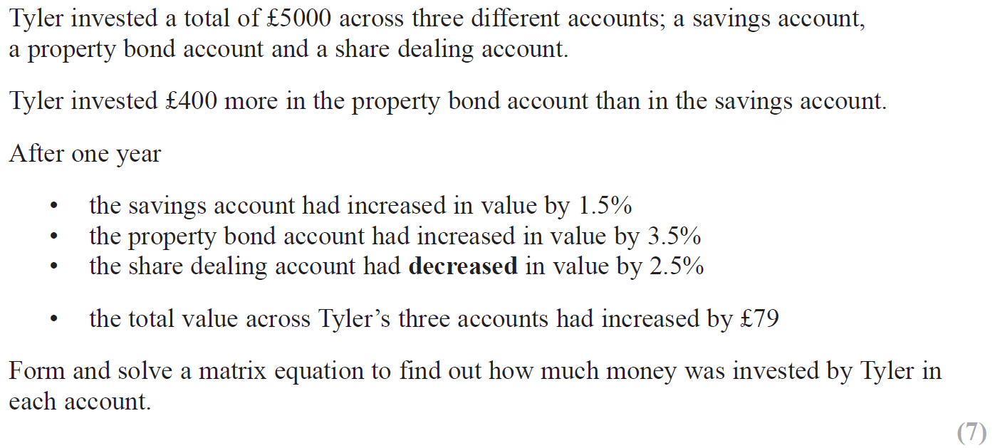 Tyler invested a total of £5000 across three different accounts; a savings account,
a property bond account and a share dealing account.
Tyler invested £400 more in the property bond account than in the savings account.
After one year
• the savings account had increased in value by 1.5%
• the property bond account had increased in value by 3.5%
• the share dealing account had decreased in value by 2.5%
• the total value across Tyler’s three accounts had increased by £79
Form and solve a matrix equation to find out how much money was invested by Tyler in
each account.
(7)